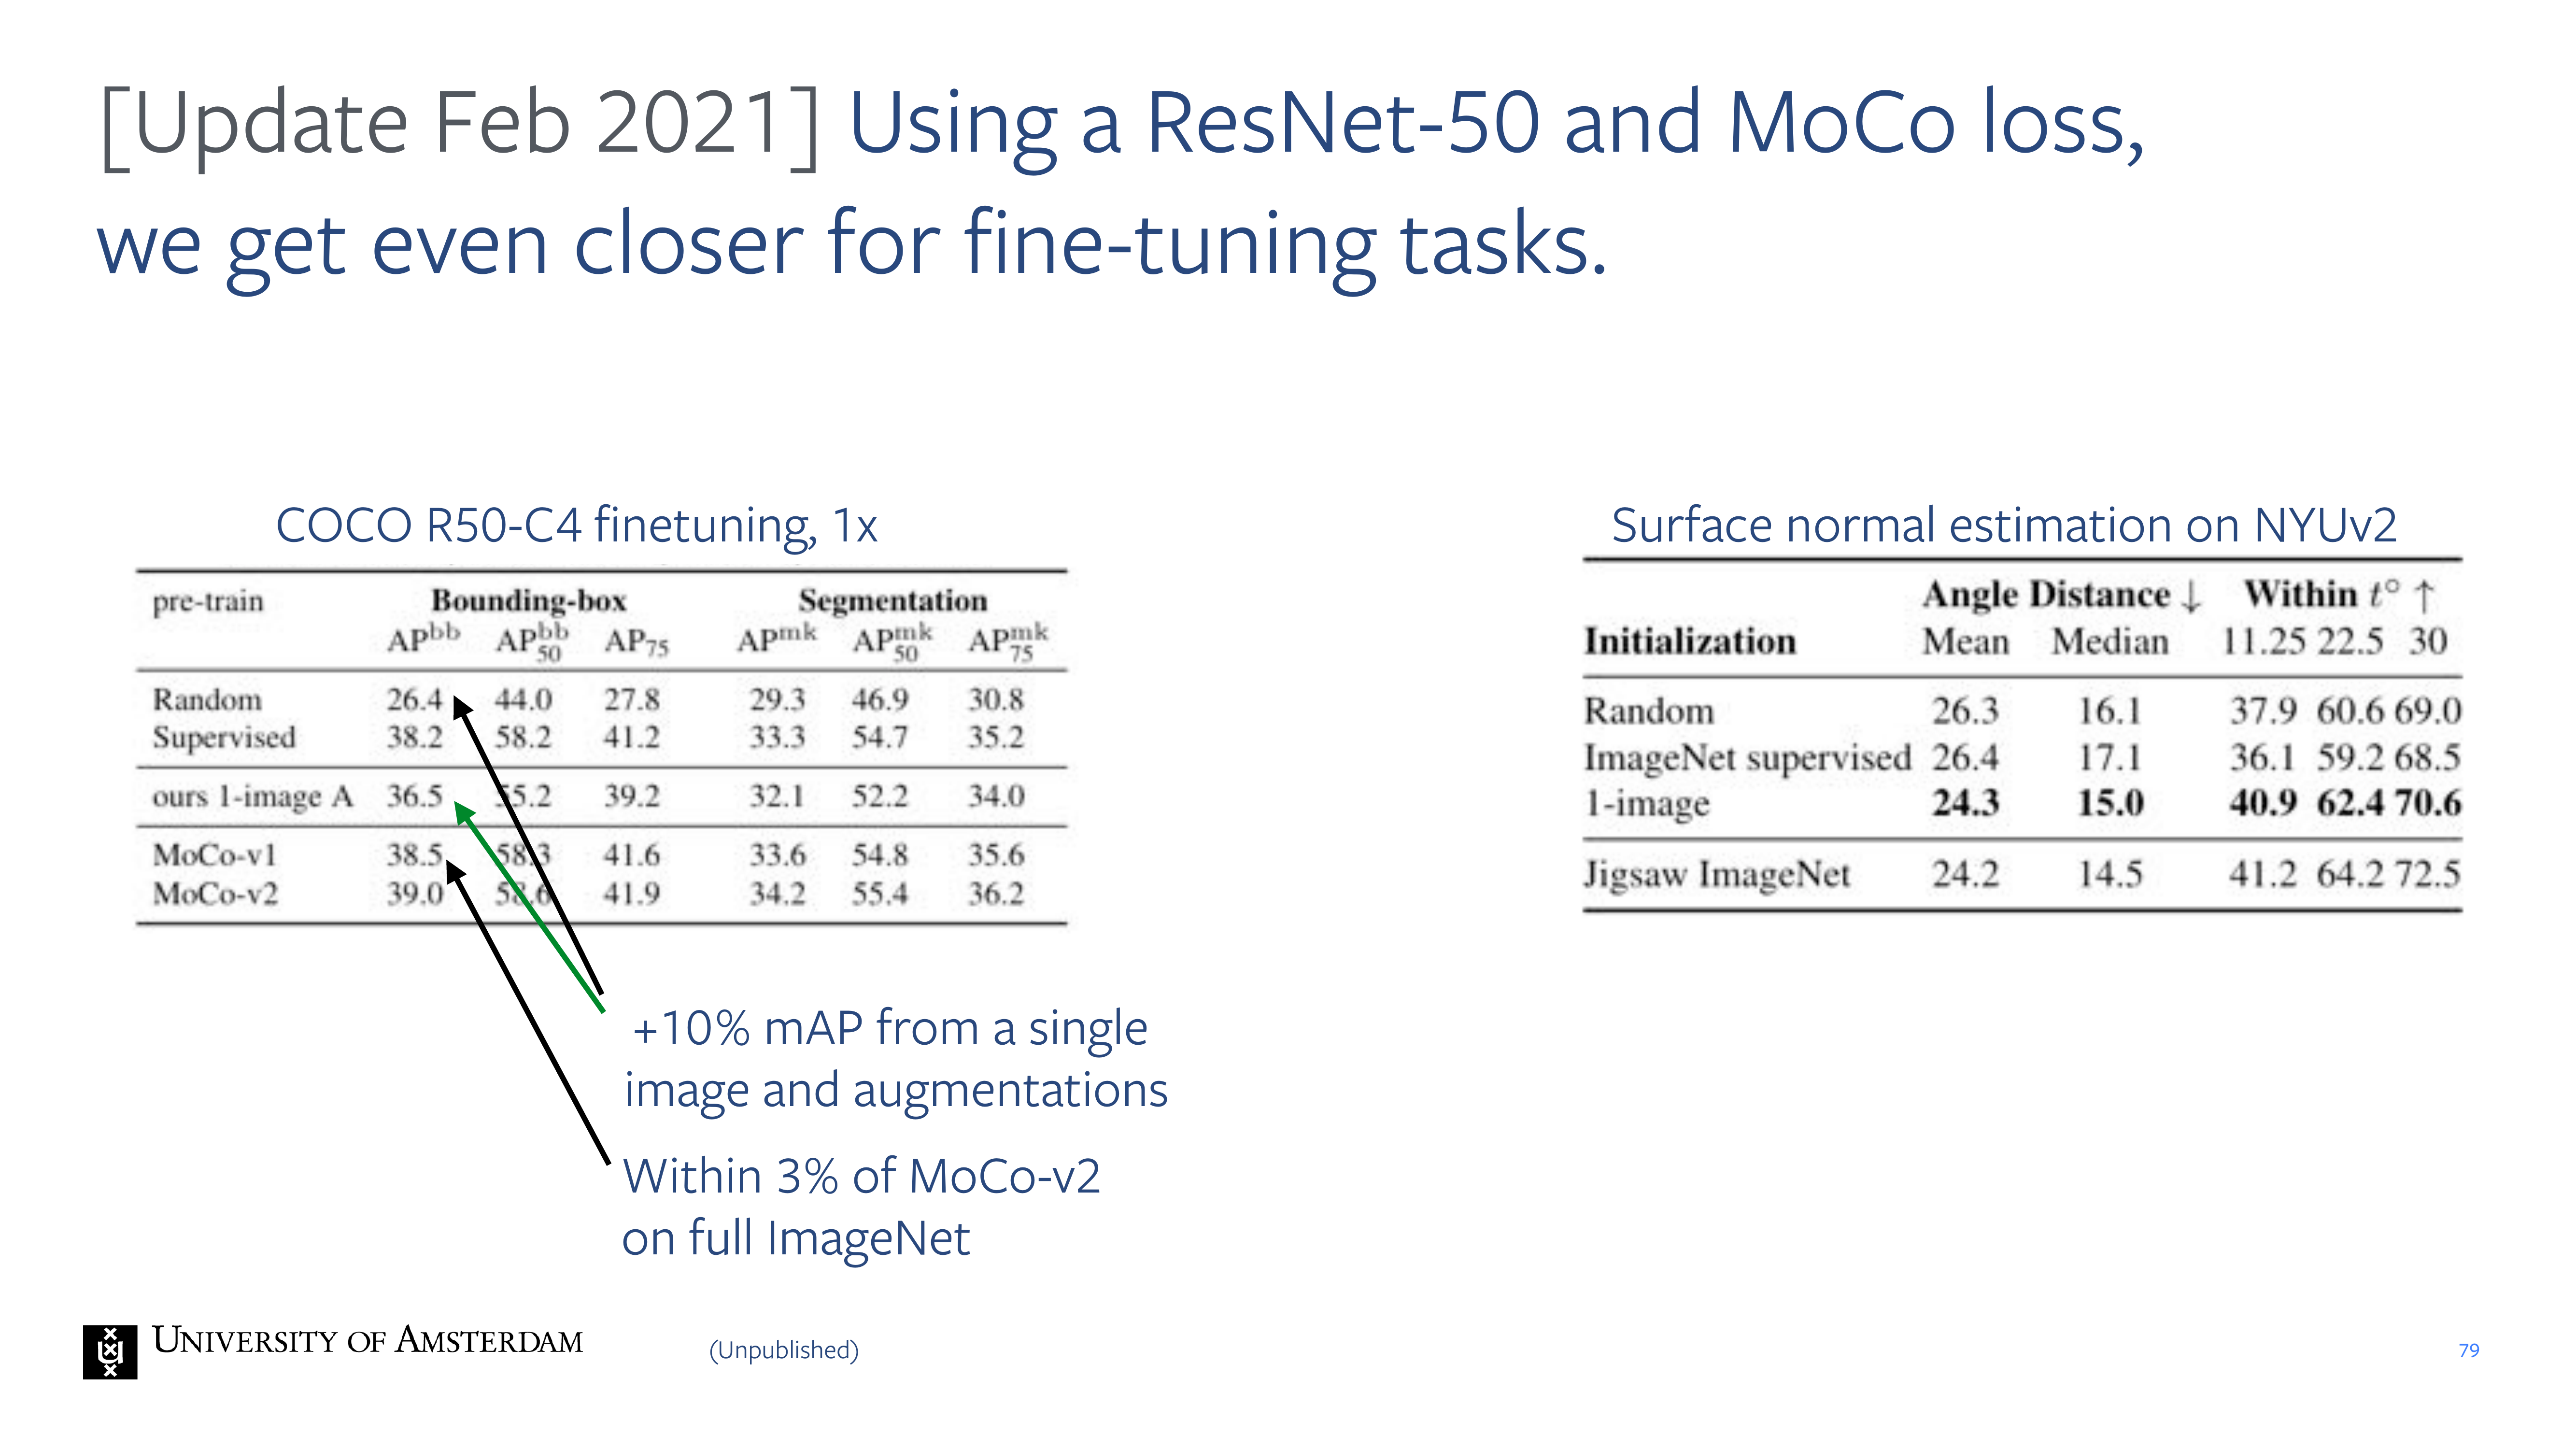 [Update Feb 2021] Using a ResNet-50 and MoCo loss,
we get even closer for fine-tuning tasks.
COCO R50-C4 finetuning, 1x
pre-train Bounding-box Segmentation
AP^bb AP^bb_50 AP_75 AP^mk AP^mk_50 AP^mk_75
Random 26.4 44.0 27.8 29.3 46.9 30.8
Supervised 38.2 58.2 41.2 33.3 54.7 35.2
ours 1-image A 36.5 55.2 39.2 32.1 52.2 34.0
MoCo-v1 38.5 58.3 41.6 33.6 54.8 35.6
MoCo-v2 39.0 58.6 41.9 34.2 55.4 36.2
+10% mAP from a single
image and augmentations
Within 3% of MoCo-v2
on full ImageNet
Surface normal estimation on NYUv2
Angle Distance ↓ Within t° ↑
Initialization Mean Median 11.25 22.5 30
Random 26.3 16.1 37.9 60.6 69.0
ImageNet supervised 26.4 17.1 36.1 59.2 68.5
1-image 24.3 15.0 40.9 62.4 70.6
Jigsaw ImageNet 24.2 14.5 41.2 64.2 72.5
UNIVERSITY OF AMSTERDAM
(Unpublished)
79